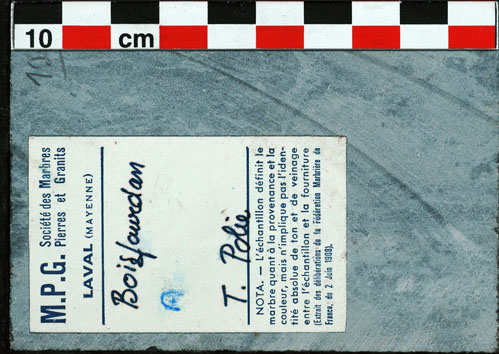 10 cm
M.P.G. Société des Marbres
Pierres et Granits
LAVAL (MAYENNE)
Boisjourdan
A
T. Polie
NOTA. — L'échantillon définit le
marbre quant à la provenance et la
couleur, mais n'implique pas l'iden-
tité absolue de ton et de veinage
entre l'échantillon et la fourniture
(Extrait des délibérations de la Fédération Marbrière de
France, du 2 Juin 1908).